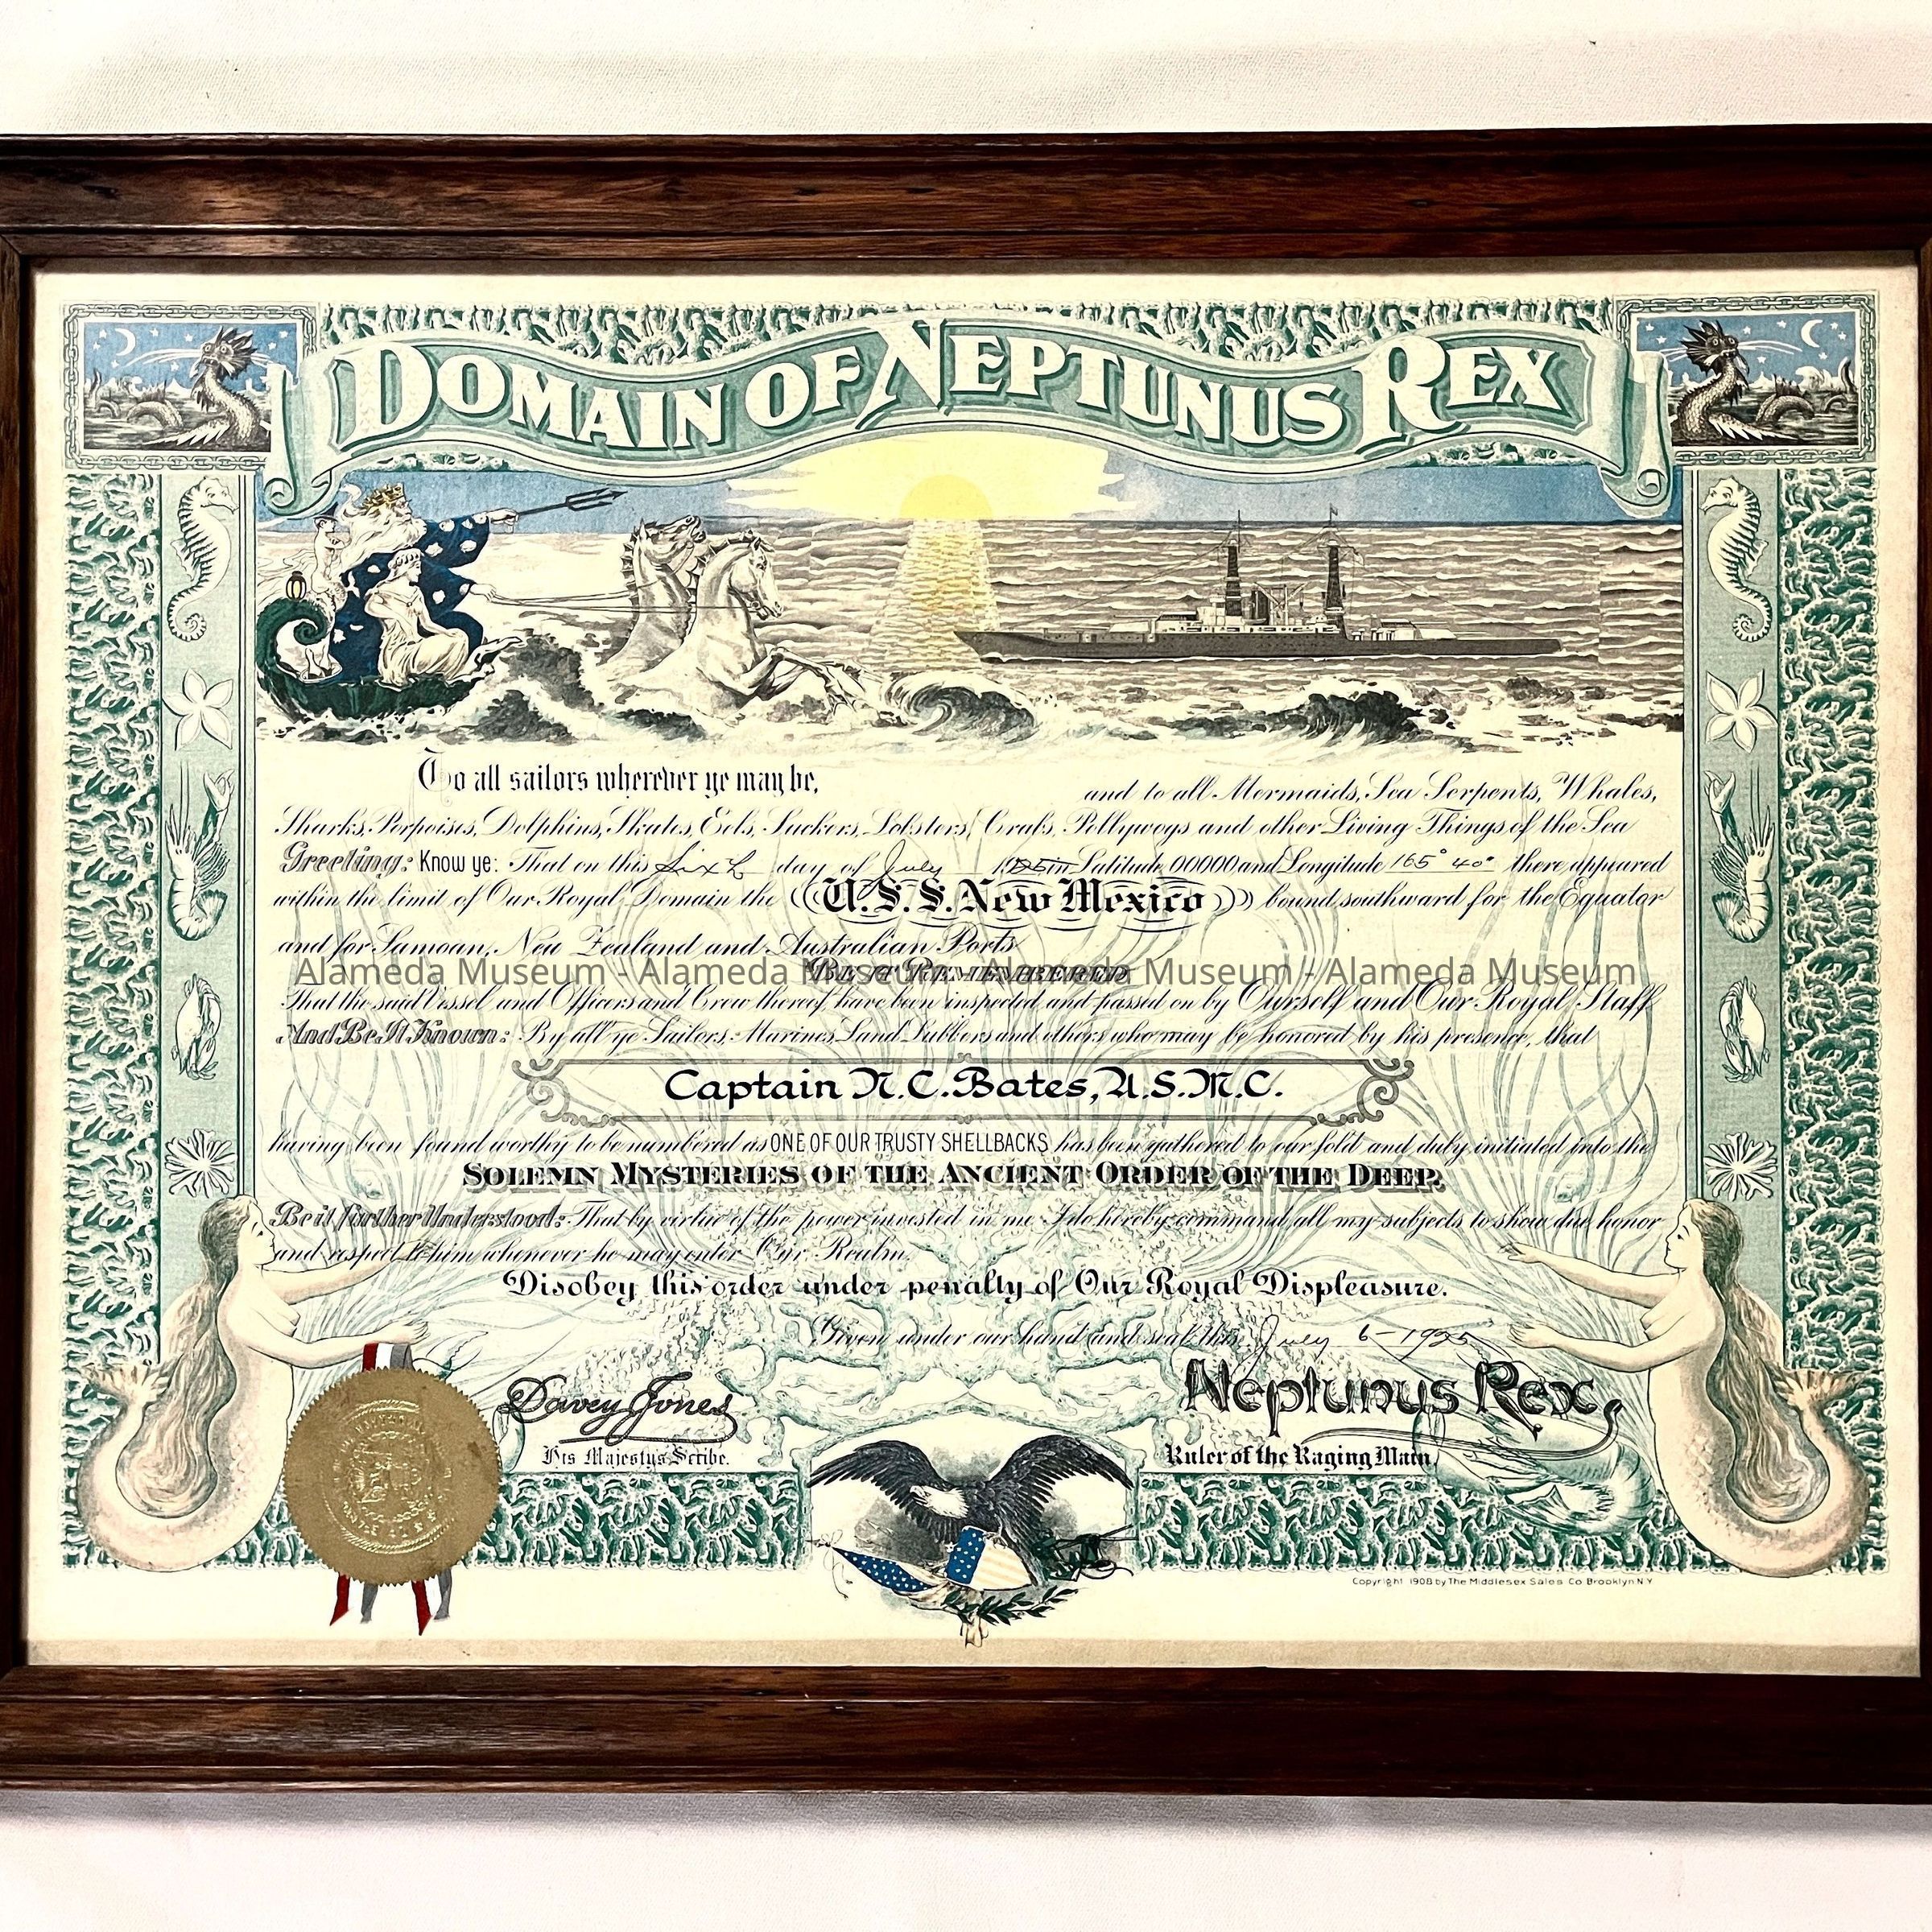 DOMAIN OF NEPTUNUS REX
To all sailors wherever ye may be, and to all Mermaids, Sea Serpents, Whales,
Sharks, Porpoises, Dolphins, Skates, Eels, Suckers, Lobsters, Crabs, Pollywogs and other Living Things of the Sea
Greeting: Know ye: That on this Sixth day of July 1925 in Latitude 00000 and Longitude 165° 40° there appeared
within the limit of Our Royal Domain the U.S.S. New Mexico bound southward for the Equator
and for Samoan, New Zealand and Australian Ports
BE IT REMEMBERED
Alameda Museum - Alameda Museum - Alameda Museum - Alameda Museum
That the said Vessel and Officers and Crew thereof have been inspected and passed on by Ourself and Our Royal Staff
And Be It Known: By all ye Sailors, Marines, Land Lubbers and others who may be honored by his presence, that
Captain N.C. Bates, U.S.M.C.
having been found worthy to be numbered as ONE OF OUR TRUSTY SHELLBACKS has been gathered to our fold and duly initiated into the
SOLEMN MYSTERIES OF THE ANCIENT ORDER OF THE DEEP.
Be it further Understood: That by virtue of the power invested in me I do hereby command all my subjects to show due honor
and respect to him whenever he may enter Our Realm.
Disobey this order under penalty of Our Royal Displeasure.
Given under our hand and seal this July 6-1925
Davey Jones
His Majesty's Scribe.
Neptunus Rex
Ruler of the Raging Main
Copyright 1908 by The Middlesex Sales Co Brooklyn N Y